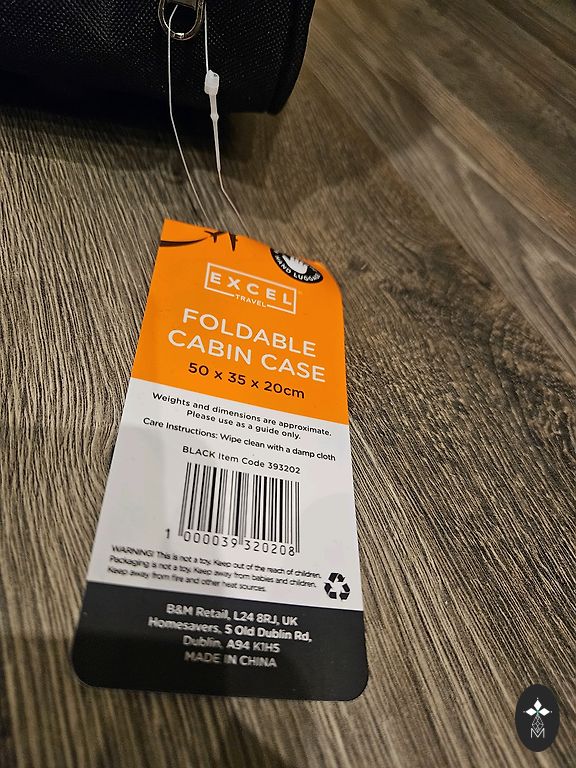 HAND LUGGAGE
EXCEL
TRAVEL
FOLDABLE
CABIN CASE
50 x 35 x 20cm
Weights and dimensions are approximate.
Please use as a guide only.
Care Instructions: Wipe clean with a damp cloth
BLACK Item Code 393202
1 000039 320208
WARNING! This is not a toy. Keep out of the reach of children.
Packaging is not a toy. Keep away from babies and children.
Keep away from fire and other heat sources.
B&M Retail, L24 8RJ, UK
Homesavers, 5 Old Dublin Rd,
Dublin, A94 K1H5
MADE IN CHINA
M